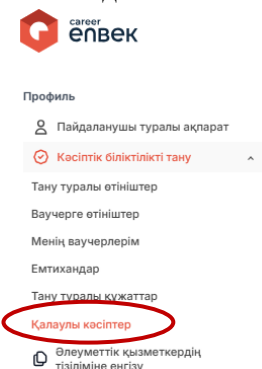 career
enbek
Профиль
Пайдаланушы туралы ақпарат
Кәсіптік біліктілікті тану
Тану туралы өтініштер
Ваучерге өтініштер
Менің ваучерлерім
Емтихандар
Тану туралы құжаттар
Қалаулы кәсіптер
Әлеуметтік қызметкердің
тізіліміне енгізу